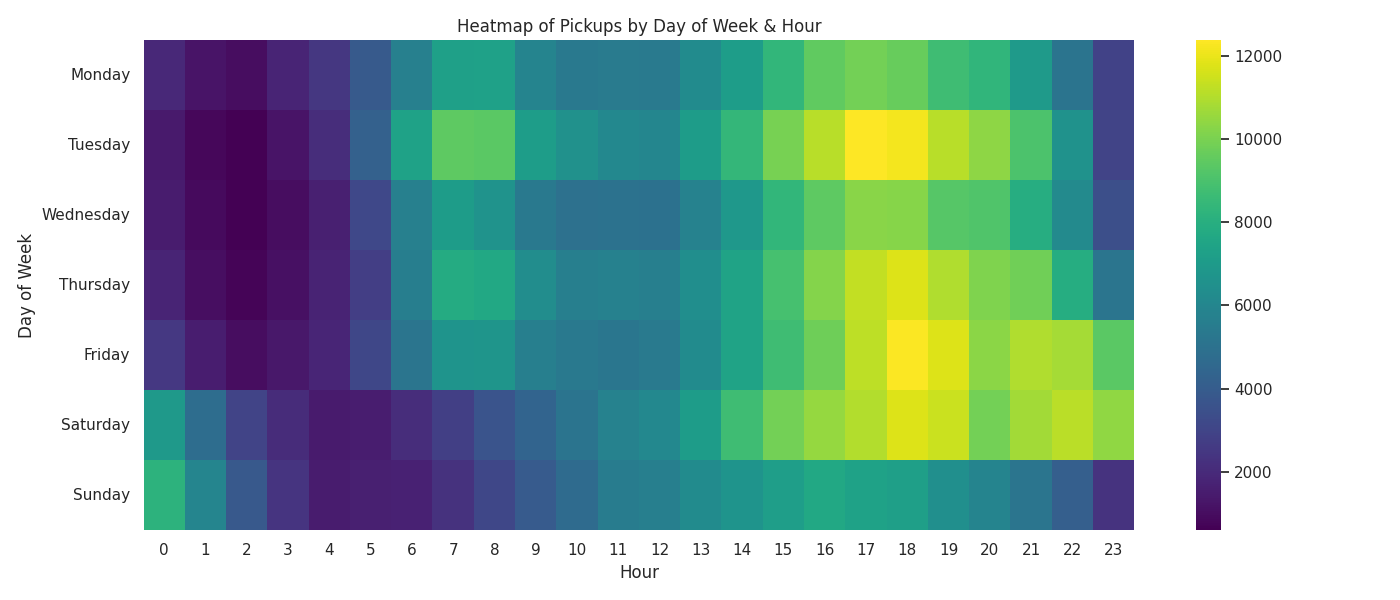 Heatmap of Pickups by Day of Week & Hour
Day of Week
Monday
Tuesday
Wednesday
Thursday
Friday
Saturday
Sunday
0 1 2 3 4 5 6 7 8 9 10 11 12 13 14 15 16 17 18 19 20 21 22 23
Hour
12000
10000
8000
6000
4000
2000